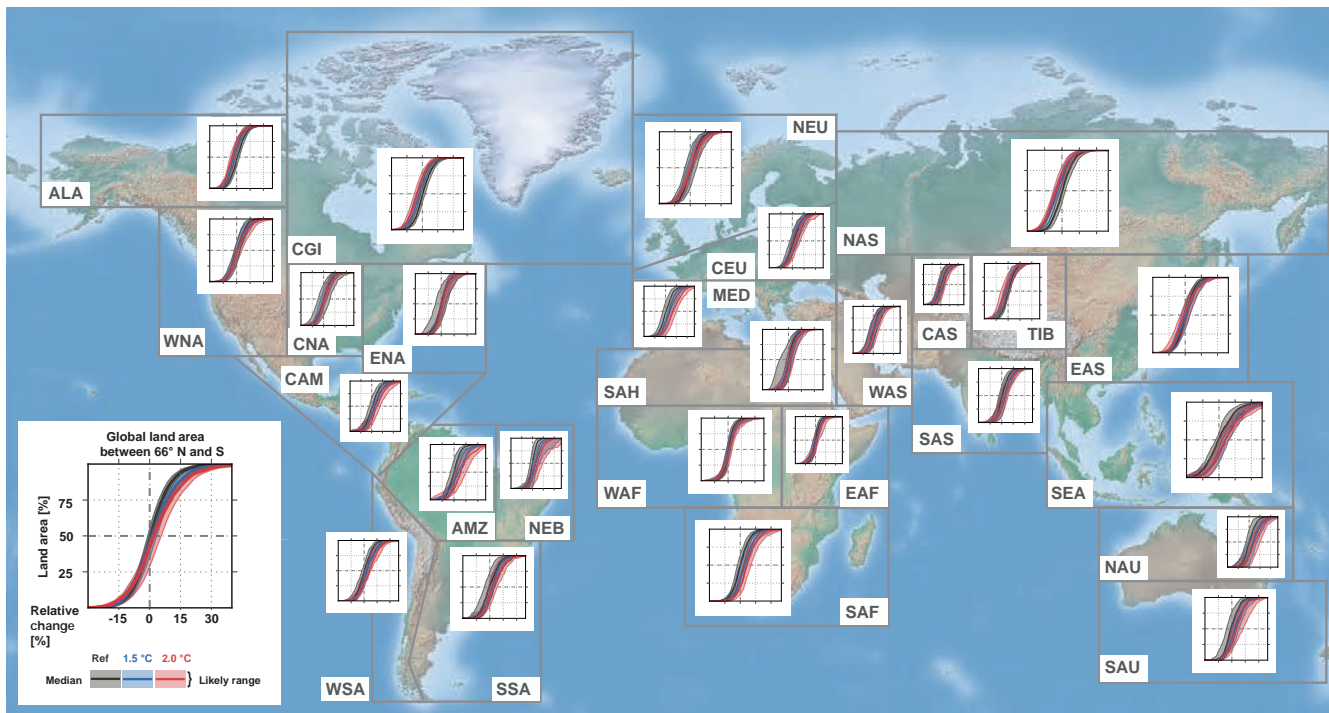 NEU
ALA
CGI
NAS
CEU
MED
WNA
CNA
ENA
CAS
TIB
EAS
CAM
SAH
WAS
SAS
WAF
EAF
SEA
AMZ
NEB
NAU
SAF
SAU
WSA
SSA
Global land area
between 66° N and S
Land area [%]
75
50
25
Relative
change
[%]
-15 0 15 30
Ref 1.5 °C 2.0 °C
Median } Likely range